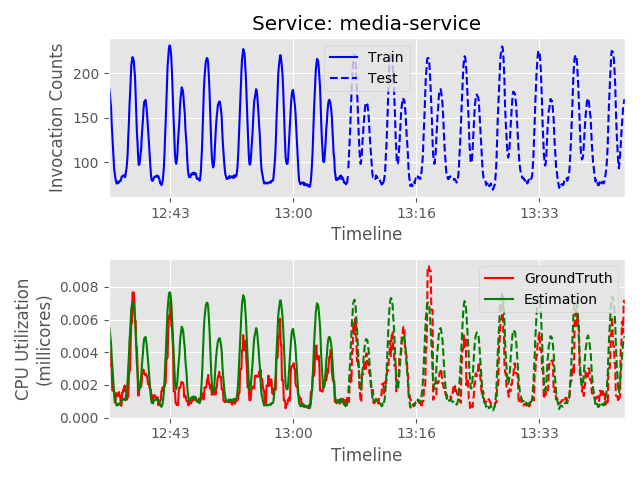 Service: media-service
Invocation Counts
200
150
100
Train
Test
12:43
13:00
13:16
13:33
Timeline
CPU Utilization
(millicores)
0.008
0.006
0.004
0.002
0.000
GroundTruth
Estimation
12:43
13:00
13:16
13:33
Timeline